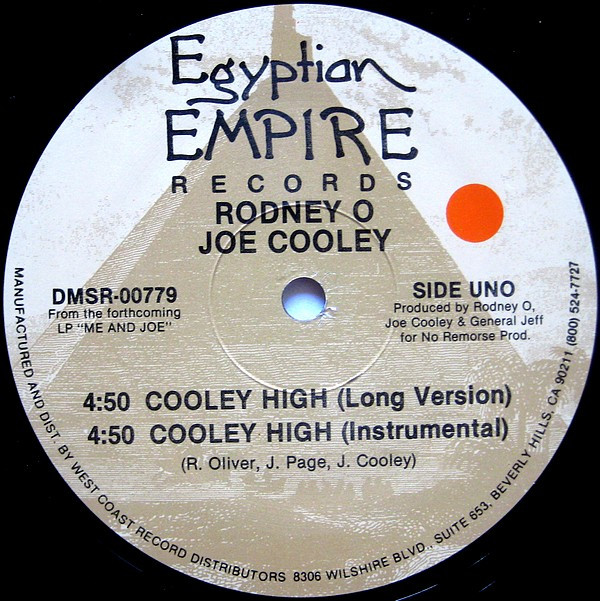 Egyptian
EMPIRE
RECORDS
RODNEY O
JOE COOLEY
DMSR-00779
From the forthcoming
LP "ME AND JOE"
SIDE UNO
Produced by Rodney O,
Joe Cooley & General Jeff
for No Remorse Prod.
4:50 COOLEY HIGH (Long Version)
4:50 COOLEY HIGH (Instrumental)
(R. Oliver, J. Page, J. Cooley)
MANUFACTURED AND DIST. BY WEST COAST RECORD DISTRIBUTORS 8306 WILSHIRE BLVD., SUITE 653, BEVERLY HILLS, CA 90211 (800) 524-7727